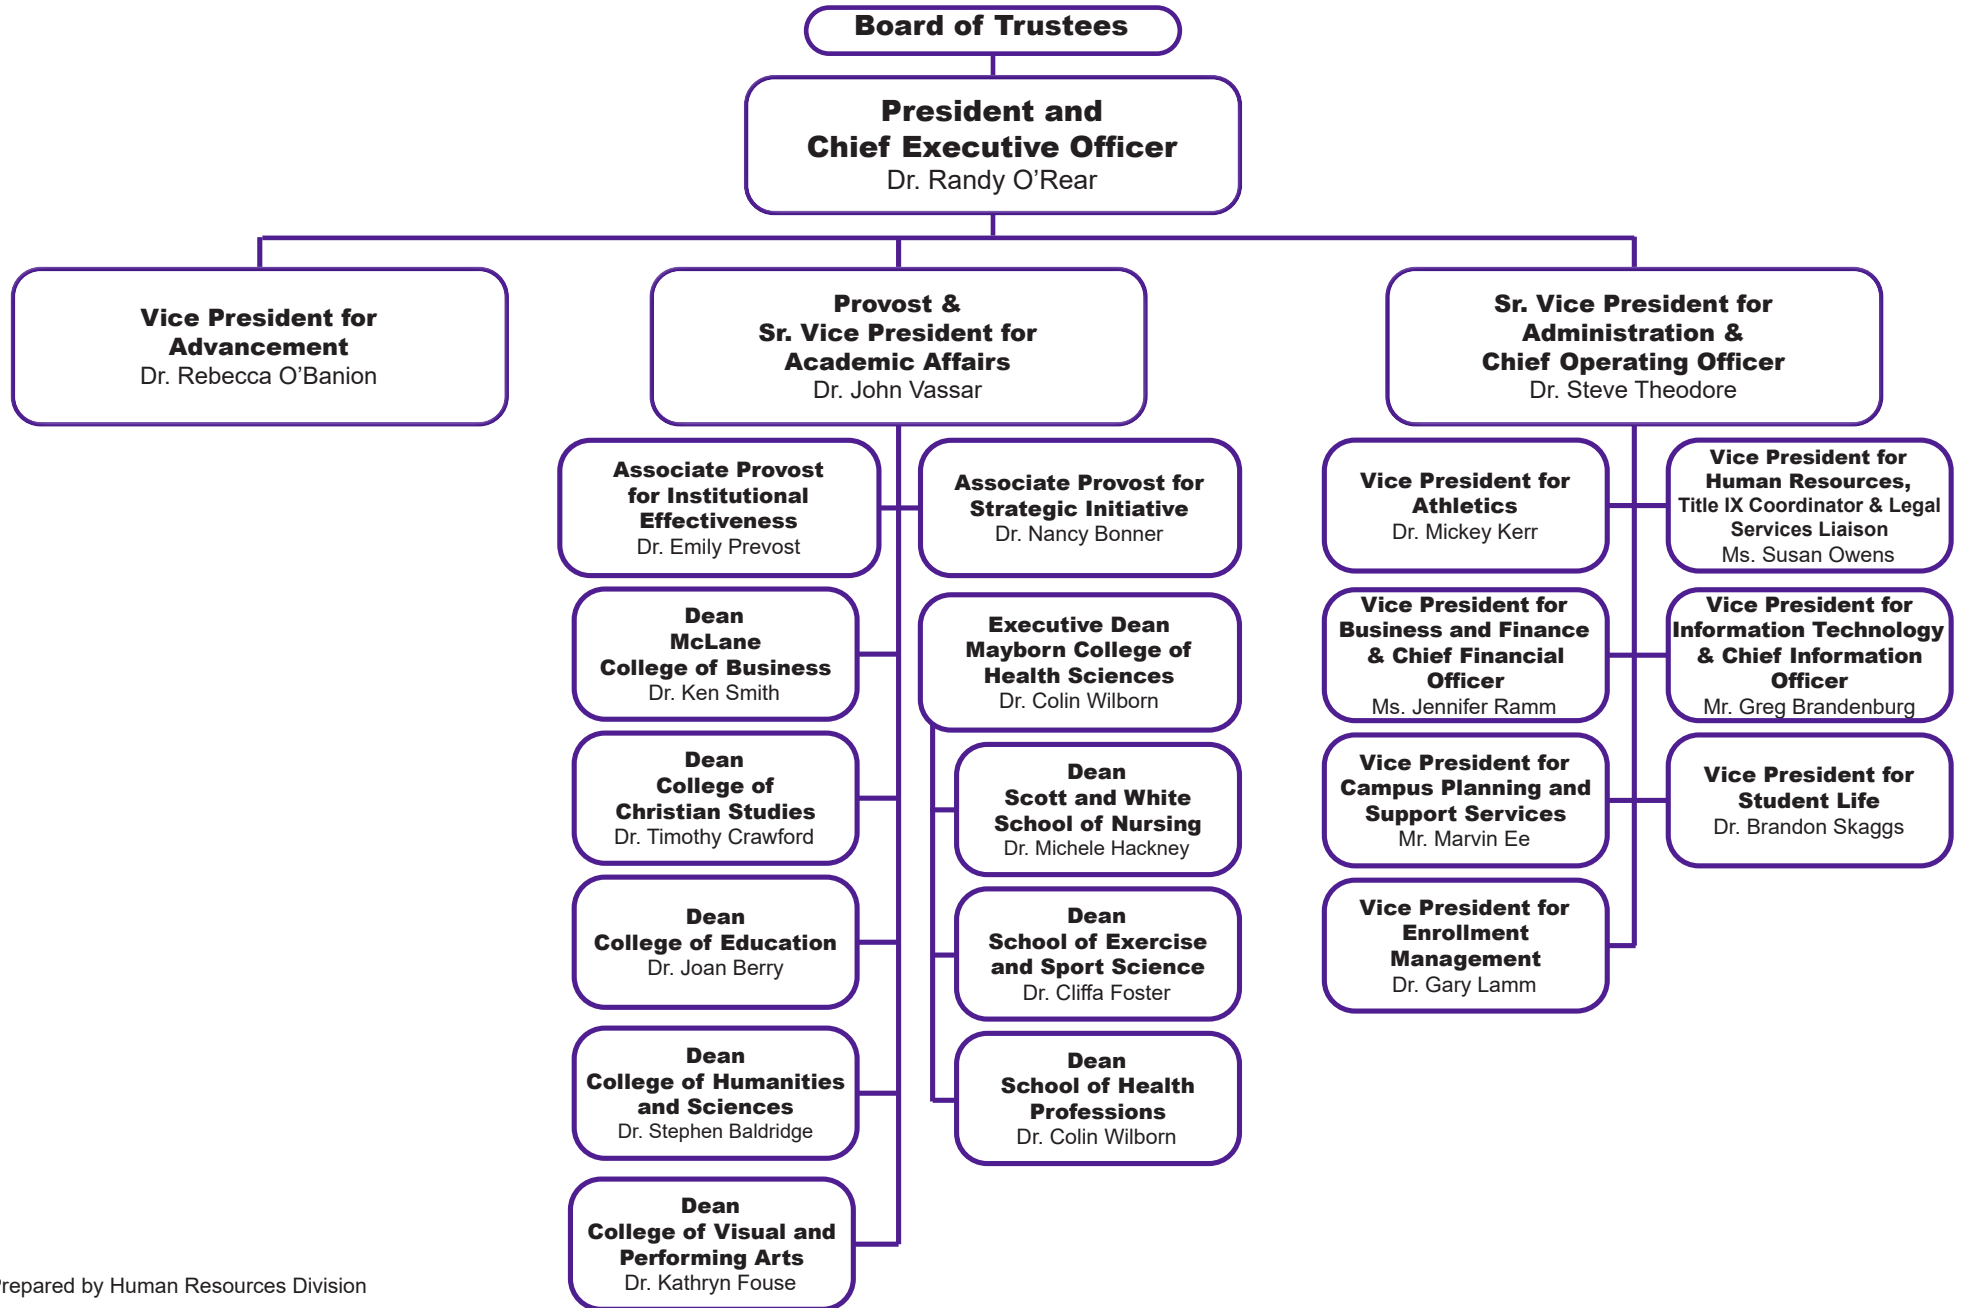 Board of Trustees
President and
Chief Executive Officer
Dr. Randy O’Rear
Vice President for
Advancement
Dr. Rebecca O’Banion
Provost &
Sr. Vice President for
Academic Affairs
Dr. John Vassar
Sr. Vice President for
Administration &
Chief Operating Officer
Dr. Steve Theodore
Associate Provost
for Institutional
Effectiveness
Dr. Emily Prevost
Associate Provost for
Strategic Initiative
Dr. Nancy Bonner
Dean
McLane
College of Business
Dr. Ken Smith
Executive Dean
Mayborn College of
Health Sciences
Dr. Colin Wilborn
Dean
College of
Christian Studies
Dr. Timothy Crawford
Dean
Scott and White
School of Nursing
Dr. Michele Hackney
Dean
College of Education
Dr. Joan Berry
Dean
School of Exercise
and Sport Science
Dr. Cliffa Foster
Dean
College of Humanities
and Sciences
Dr. Stephen Baldridge
Dean
School of Health
Professions
Dr. Colin Wilborn
Dean
College of Visual and
Performing Arts
Dr. Kathryn Fouse
Vice President for
Athletics
Dr. Mickey Kerr
Vice President for
Human Resources,
Title IX Coordinator & Legal
Services Liaison
Ms. Susan Owens
Vice President for
Business and Finance
& Chief Financial
Officer
Ms. Jennifer Ramm
Vice President for
Information Technology
& Chief Information
Officer
Mr. Greg Brandenburg
Vice President for
Campus Planning and
Support Services
Mr. Marvin Ee
Vice President for
Student Life
Dr. Brandon Skaggs
Vice President for
Enrollment
Management
Dr. Gary Lamm
Prepared by Human Resources Division